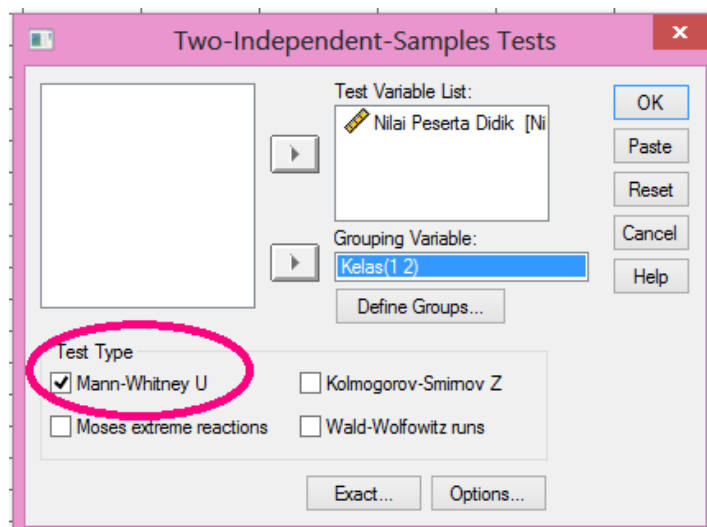 Two-Independent-Samples Tests
x
Test Variable List:
Nilai Peserta Didik [Ni
Grouping Variable:
Kelas(1 2)
Define Groups...
OK
Paste
Reset
Cancel
Help
Test Type
Mann-Whitney U
Kolmogorov-Smirnov Z
Moses extreme reactions
Wald-Wolfowitz runs
Exact...
Options...